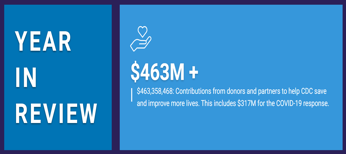 YEAR
IN
REVIEW
$463M +
$463,358,468: Contributions from donors and partners to help CDC save
and improve more lives. This includes $317M for the COVID-19 response.